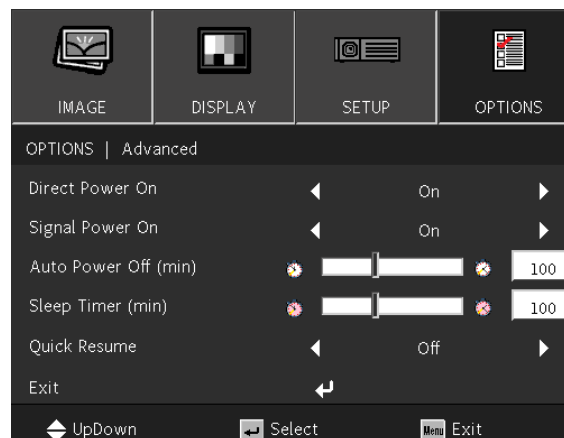 IMAGE DISPLAY SETUP OPTIONS
OPTIONS | Advanced
Direct Power On On
Signal Power On On
Auto Power Off (min) 100
Sleep Timer (min) 100
Quick Resume Off
Exit
UpDown Select Menu Exit